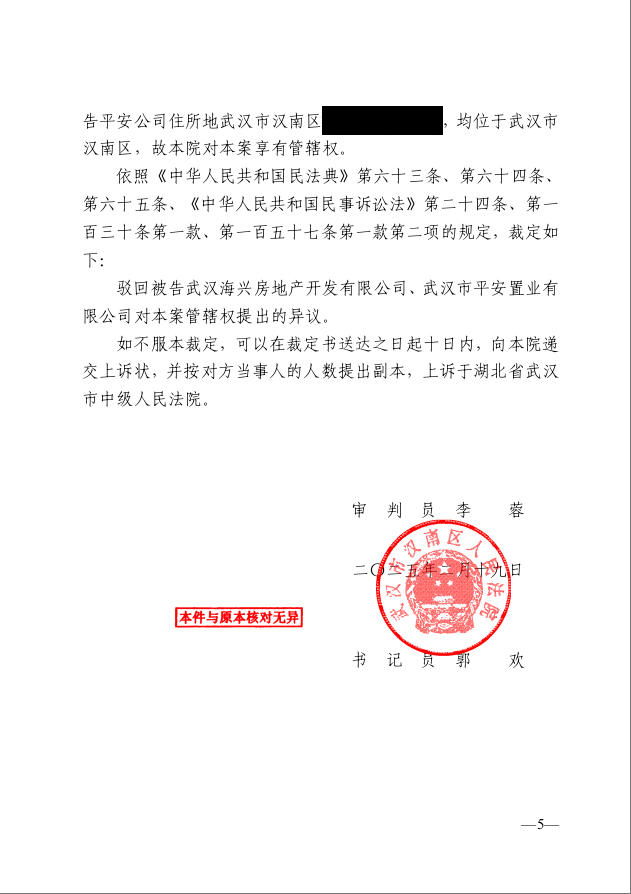 告平安公司住所地武汉市汉南区，均位于武汉市
汉南区，故本院对本案享有管辖权。
依照《中华人民共和国民法典》第六十三条、第六十四条、
第六十五条、《中华人民共和国民事诉讼法》第二十四条、第一
百三十条第一款、第一百五十七条第一款第二项的规定，裁定如
下：
驳回被告武汉海兴房地产开发有限公司、武汉市平安置业有
限公司对本案管辖权提出的异议。
如不服本裁定，可以在裁定书送达之日起十日内，向本院递
交上诉状，并按对方当事人的人数提出副本，上诉于湖北省武汉
市中级人民法院。
审 判 员 李 蓉
武汉市汉南区人民法院
二〇二五年二月十九日
本件与原本核对无异
书 记 员 郭 欢
—5—